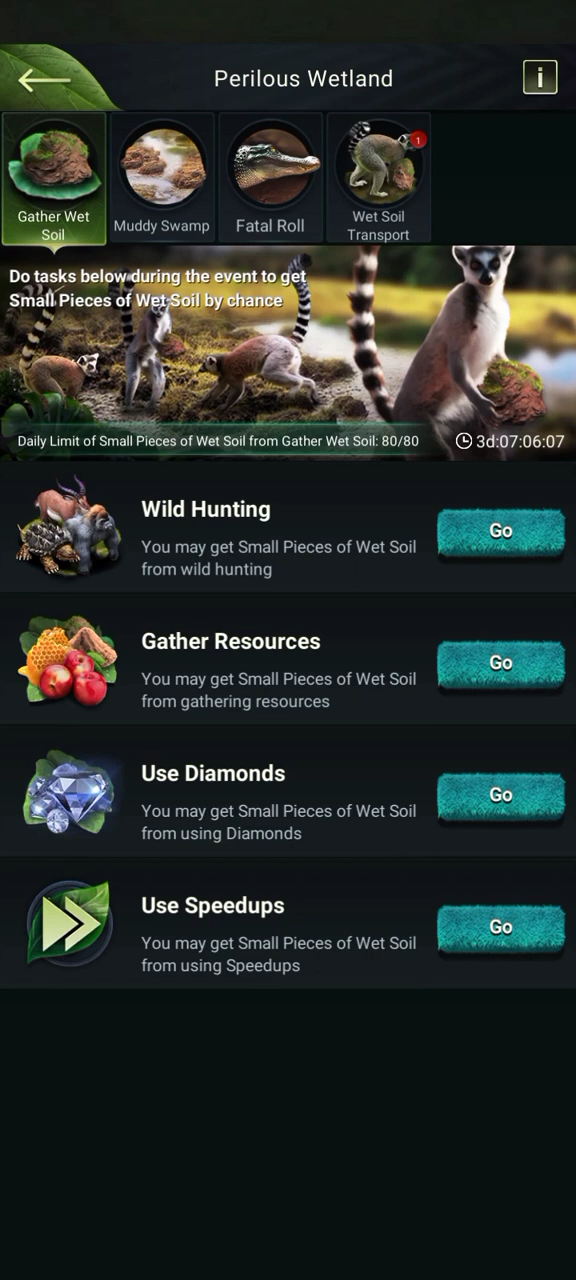 Perilous Wetland
i
1
Gather Wet
Soil
Muddy Swamp
Fatal Roll
Wet Soil
Transport
Do tasks below during the event to get
Small Pieces of Wet Soil by chance
Daily Limit of Small Pieces of Wet Soil from Gather Wet Soil: 80/80
3d:07:06:07
Wild Hunting
You may get Small Pieces of Wet Soil
from wild hunting
Go
Gather Resources
You may get Small Pieces of Wet Soil
from gathering resources
Go
Use Diamonds
You may get Small Pieces of Wet Soil
from using Diamonds
Go
Use Speedups
You may get Small Pieces of Wet Soil
from using Speedups
Go